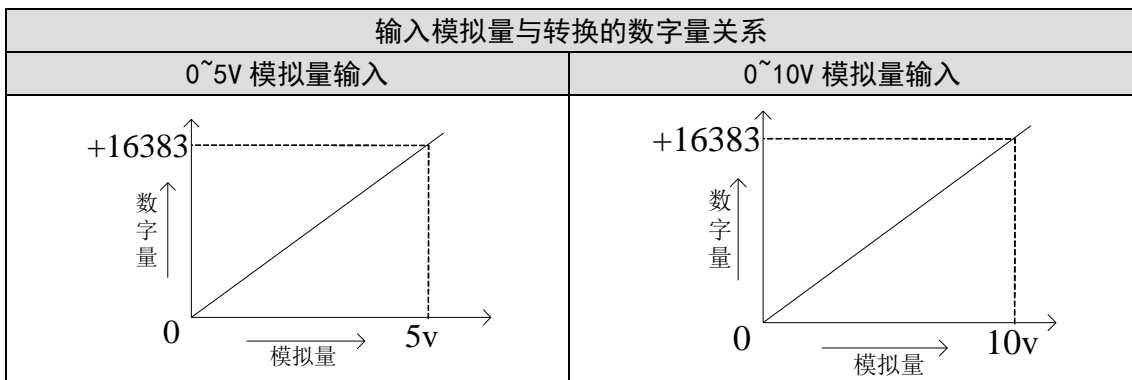 输入模拟量与转换的数字量关系
0~5V 模拟量输入
0~10V 模拟量输入
+16383
数字量
0
5v
模拟量
+16383
数字量
0
10v
模拟量